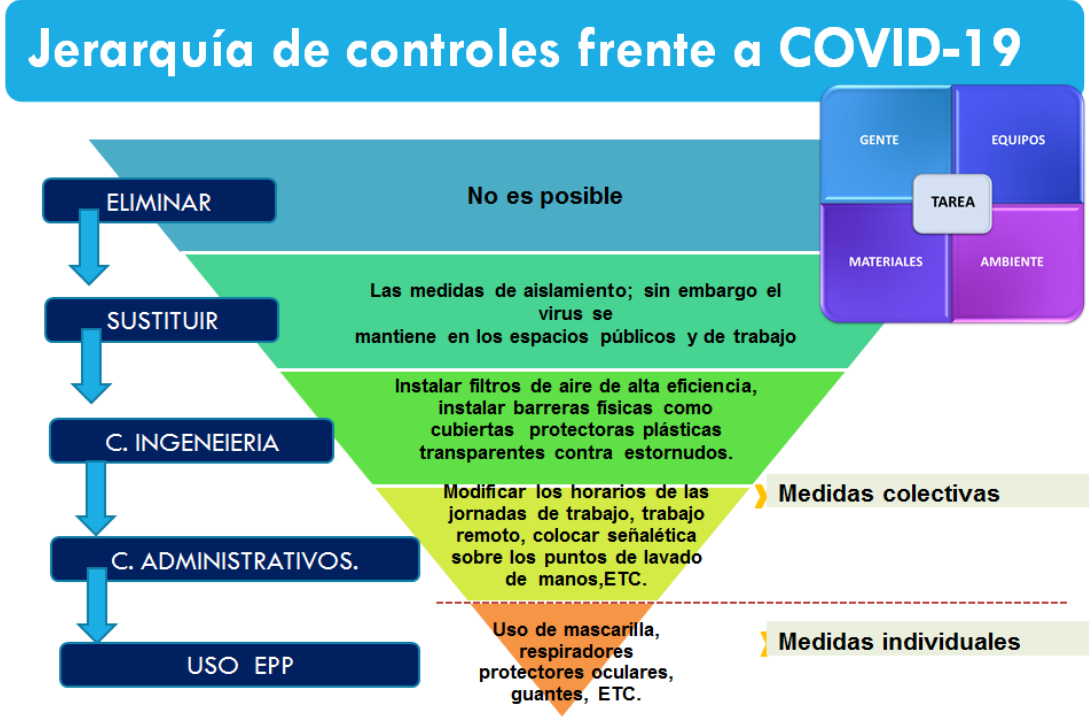 Jerarquía de controles frente a COVID-19
GENTE
EQUIPOS
TAREA
MATERIALES
AMBIENTE
ELIMINAR
No es posible
SUSTITUIR
Las medidas de aislamiento; sin embargo el
virus se
mantiene en los espacios públicos y de trabajo
C. INGENEIERIA
Instalar filtros de aire de alta eficiencia,
instalar barreras físicas como
cubiertas protectoras plásticas
transparentes contra estornudos.
C. ADMINISTRATIVOS.
Modificar los horarios de las
jornadas de trabajo, trabajo
remoto, colocar señalética
sobre los puntos de lavado
de manos,ETC.
Medidas colectivas
USO EPP
Uso de mascarilla,
respiradores
protectores oculares,
guantes, ETC.
Medidas individuales